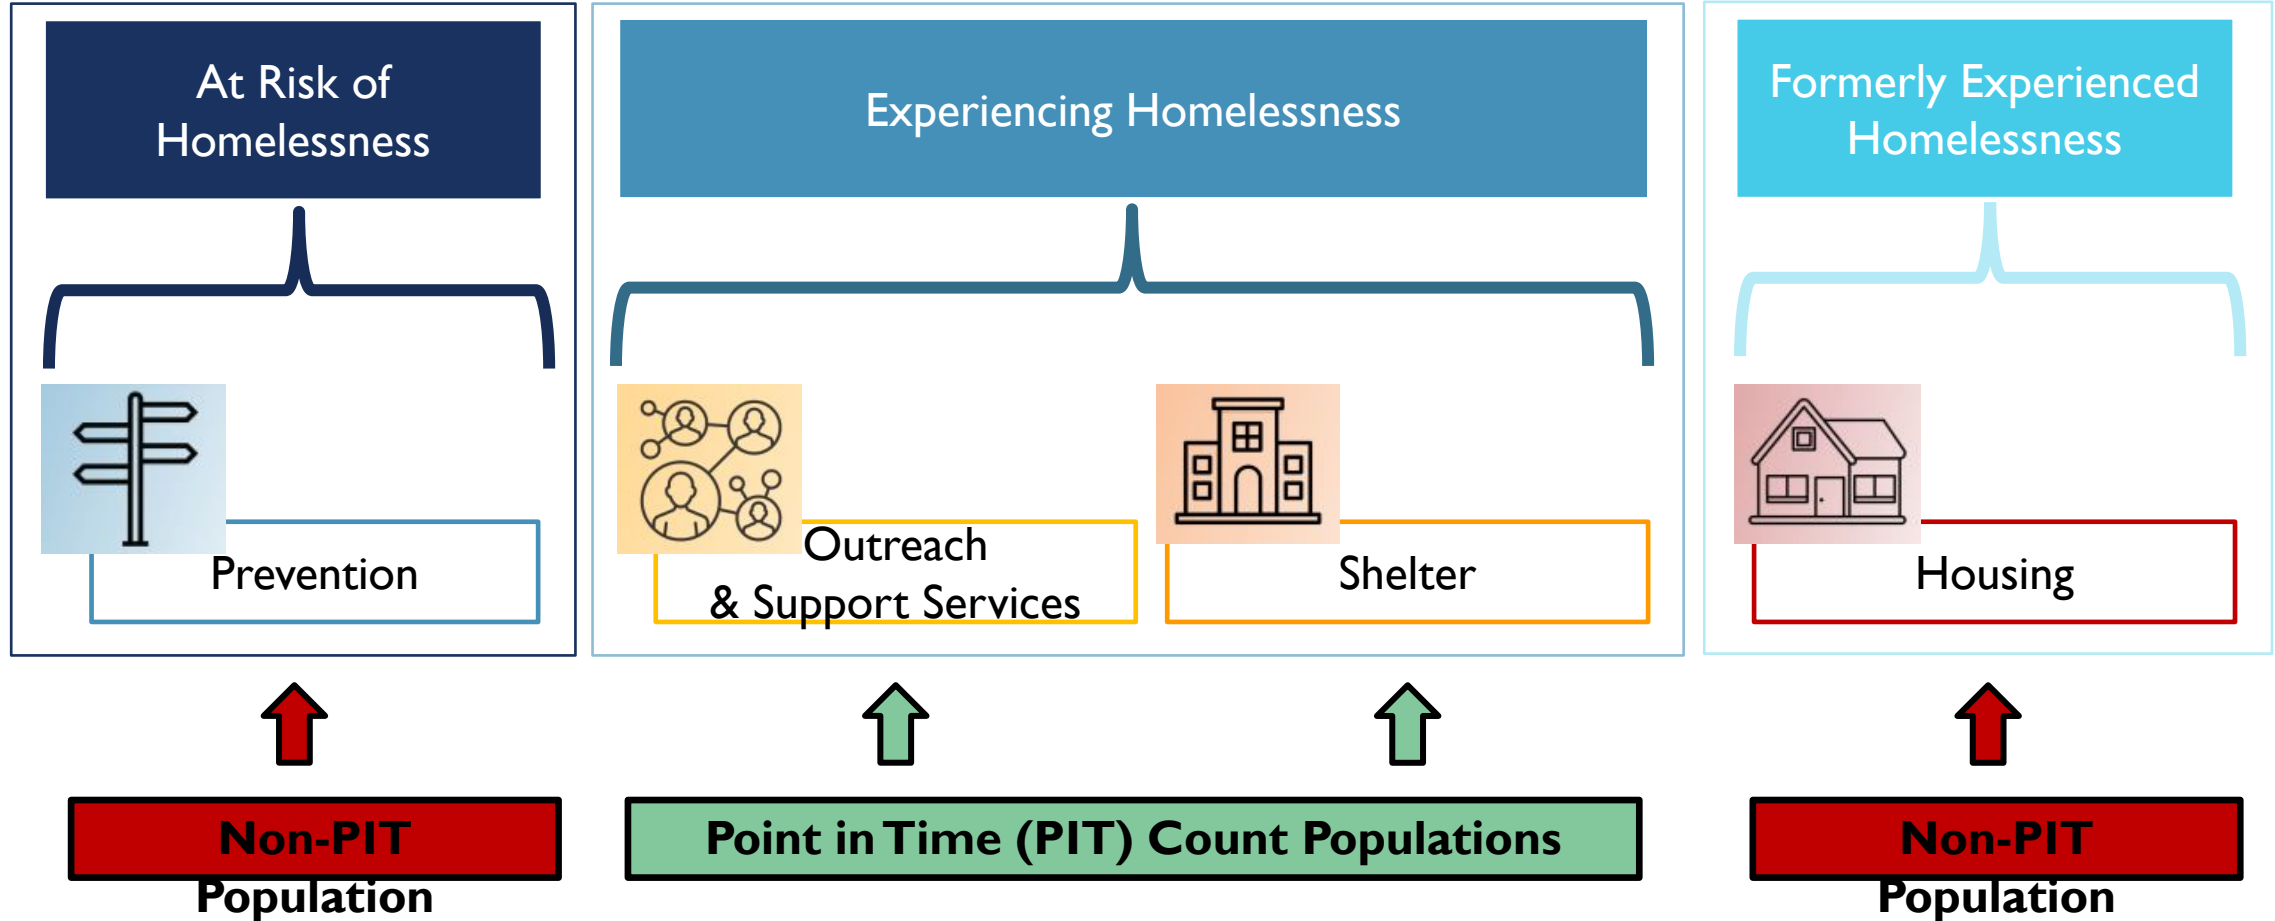 At Risk of
Homelessness
Experiencing Homelessness
Formerly Experienced
Homelessness
Prevention
Outreach
& Support Services
Shelter
Housing
Non-PIT
Population
Point in Time (PIT) Count Populations
Non-PIT
Population